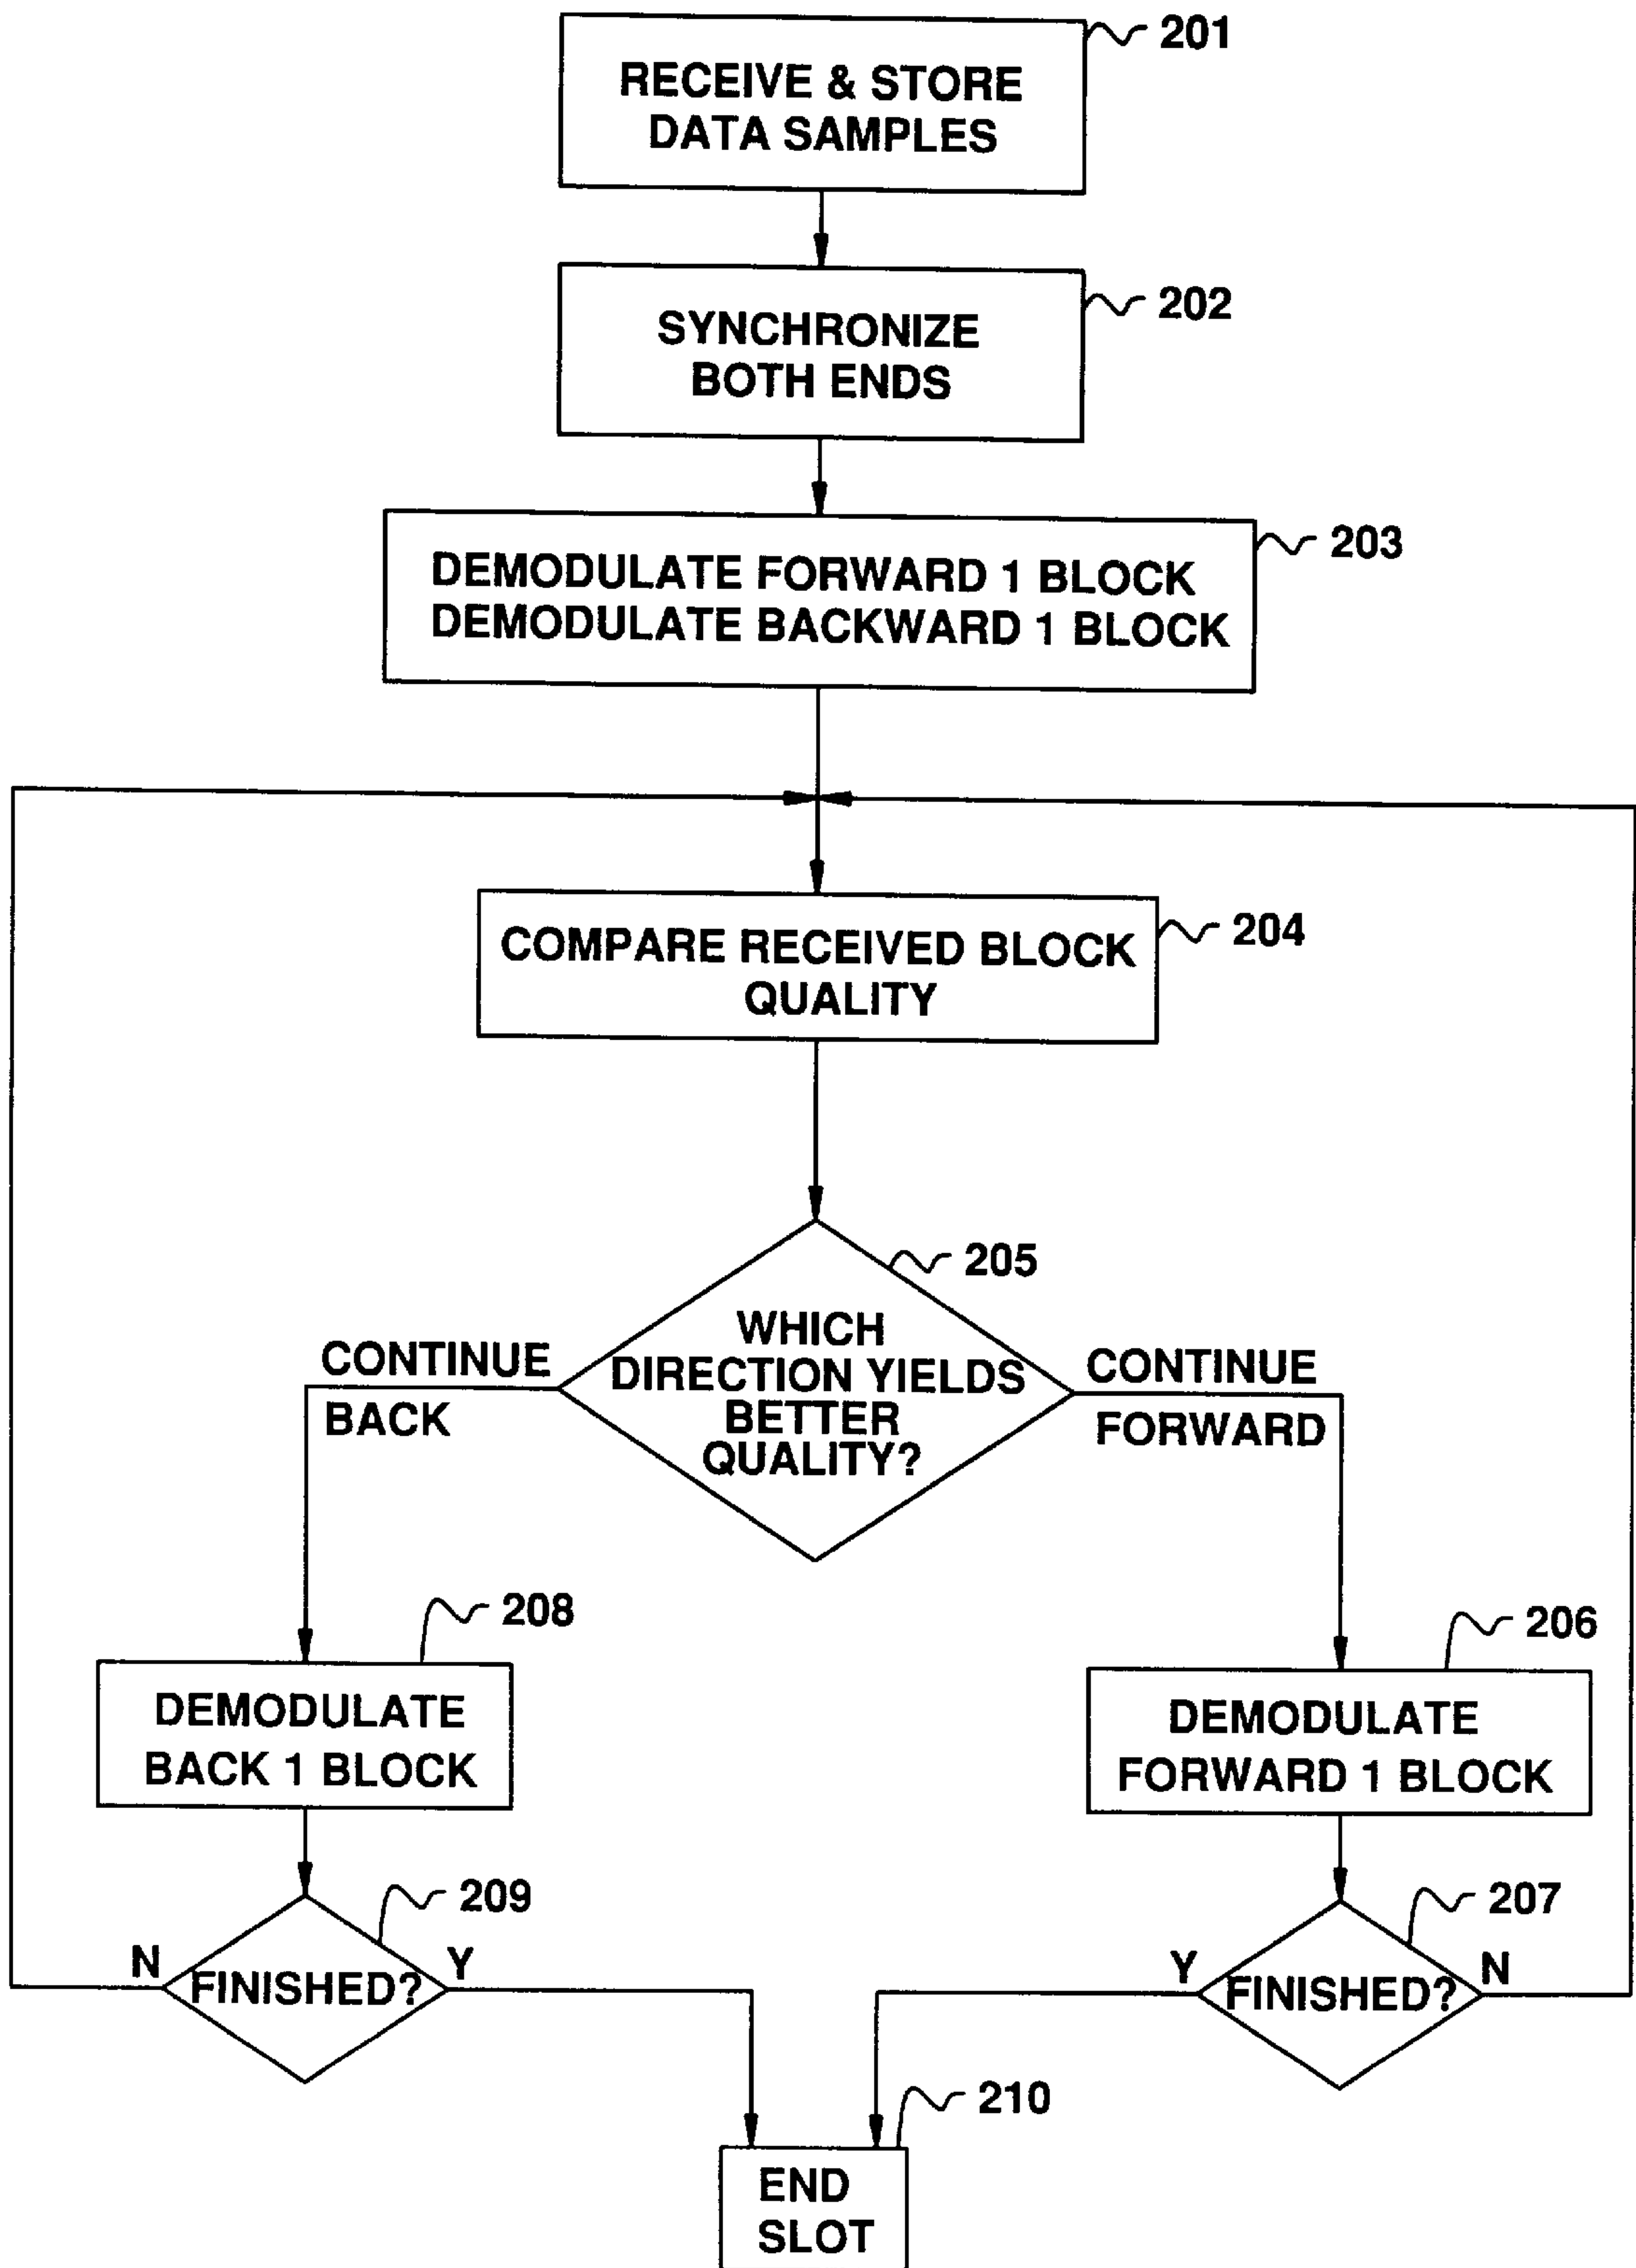 201
RECEIVE & STORE
DATA SAMPLES
202
SYNCHRONIZE
BOTH ENDS
203
DEMODULATE FORWARD 1 BLOCK
DEMODULATE BACKWARD 1 BLOCK
204
COMPARE RECEIVED BLOCK
QUALITY
205
WHICH
DIRECTION YIELDS
BETTER
QUALITY?
CONTINUE
BACK
CONTINUE
FORWARD
208
DEMODULATE
BACK 1 BLOCK
206
DEMODULATE
FORWARD 1 BLOCK
209
N
FINISHED?
Y
207
Y
FINISHED?
N
210
END
SLOT